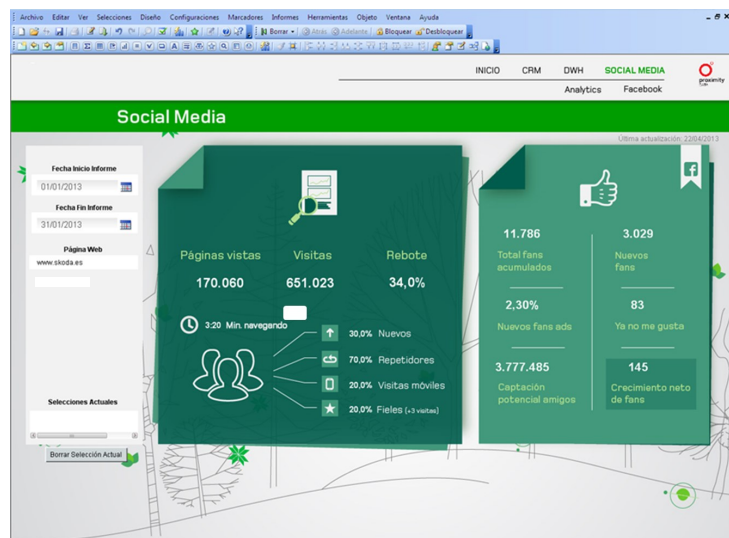 Archivo Editar Ver Selecciones Diseño Configuraciones Marcadores Informes Herramientas Objeto Ventana Ayuda
Borrar Atrás Adelante Bloquear Desbloquear
INICIO CRM DWH SOCIAL MEDIA
proximity
Analytics Facebook
Social Media
Última actualización: 22/04/2013
Fecha Inicio Informe
01/01/2013
Fecha Fin Informe
31/01/2013
Página Web
www.skoda.es
Selecciones Actuales
Borrar Selección Actual
Páginas vistas Visitas Rebote
170.060 651.023 34,0%
3:20 Min. navegando
30,0% Nuevos
70,0% Repetidores
20,0% Visitas móviles
20,0% Fieles (+3 visitas)
11.786 3.029
Total fans Nuevos
acumulados fans
2,30% 83
Nuevos fans ads Ya no me gusta
3.777.485 145
Captación Crecimiento neto
potencial amigos de fans